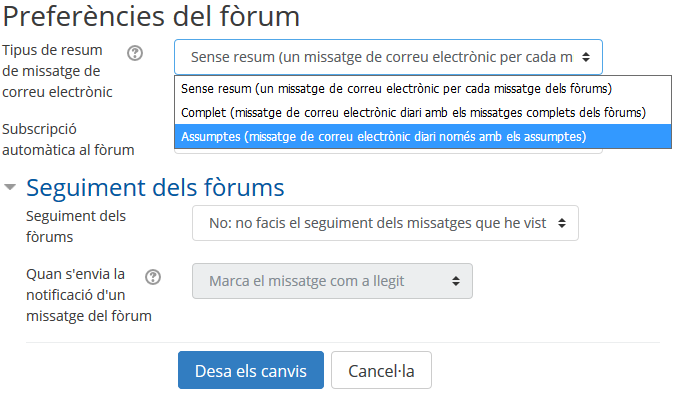 Preferències del fòrum
Tipus de resum
de missatge de
correu electrònic
Sense resum (un missatge de correu electrònic per cada m
Sense resum (un missatge de correu electrònic per cada missatge dels fòrums)
Complet (missatge de correu electrònic diari amb els missatges complets dels fòrums)
Assumptes (missatge de correu electrònic diari només amb els assumptes)
Subscripció
automàtica al fòrum
Seguiment dels fòrums
Seguiment dels
fòrums
No: no facis el seguiment dels missatges que he vist
Quan s'envia la
notificació d'un
missatge del fòrum
Marca el missatge com a llegit
Desa els canvis
Cancel·la